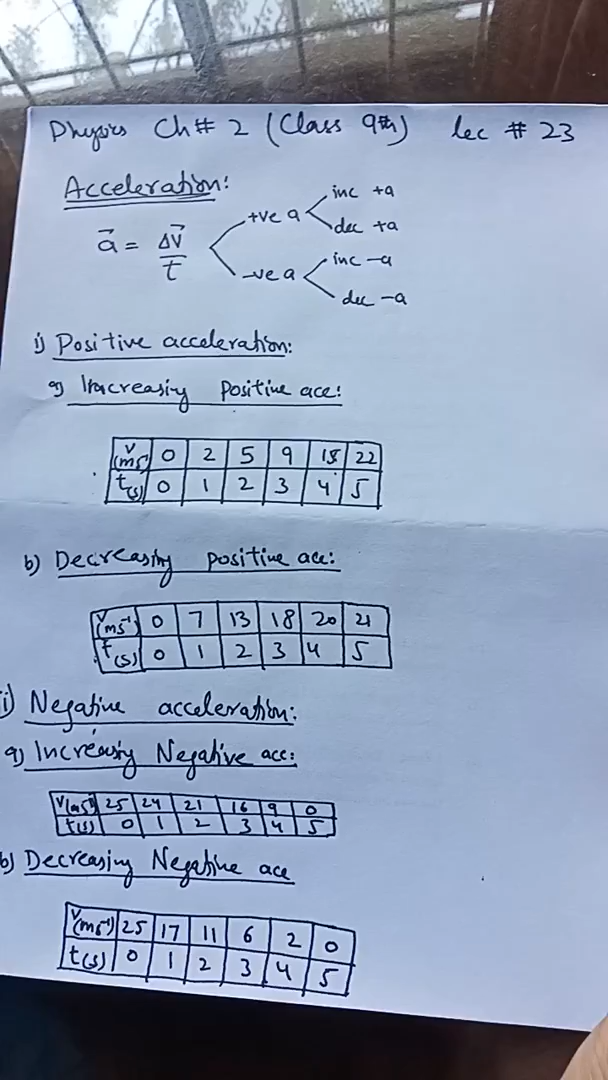 Physics Ch# 2 (Class 9th) lec # 23
Acceleration:
a⃗ = Δv⃗/t
+ve a
inc +a
dec +a
-ve a
inc -a
dec -a
i) Positive acceleration:
a) Increasing positive acc:
V (ms⁻¹) 0 2 5 9 15 22
t(s) 0 1 2 3 4 5
b) Decreasing positive acc:
V (ms⁻¹) 0 7 13 18 20 21
t(s) 0 1 2 3 4 5
i) Negative acceleration:
a) Increasing Negative acc:
V(ms⁻¹) 25 24 21 16 9 0
t(s) 0 1 2 3 4 5
b) Decreasing Negative acc
V(ms⁻¹) 25 17 11 6 2 0
t(s) 0 1 2 3 4 5